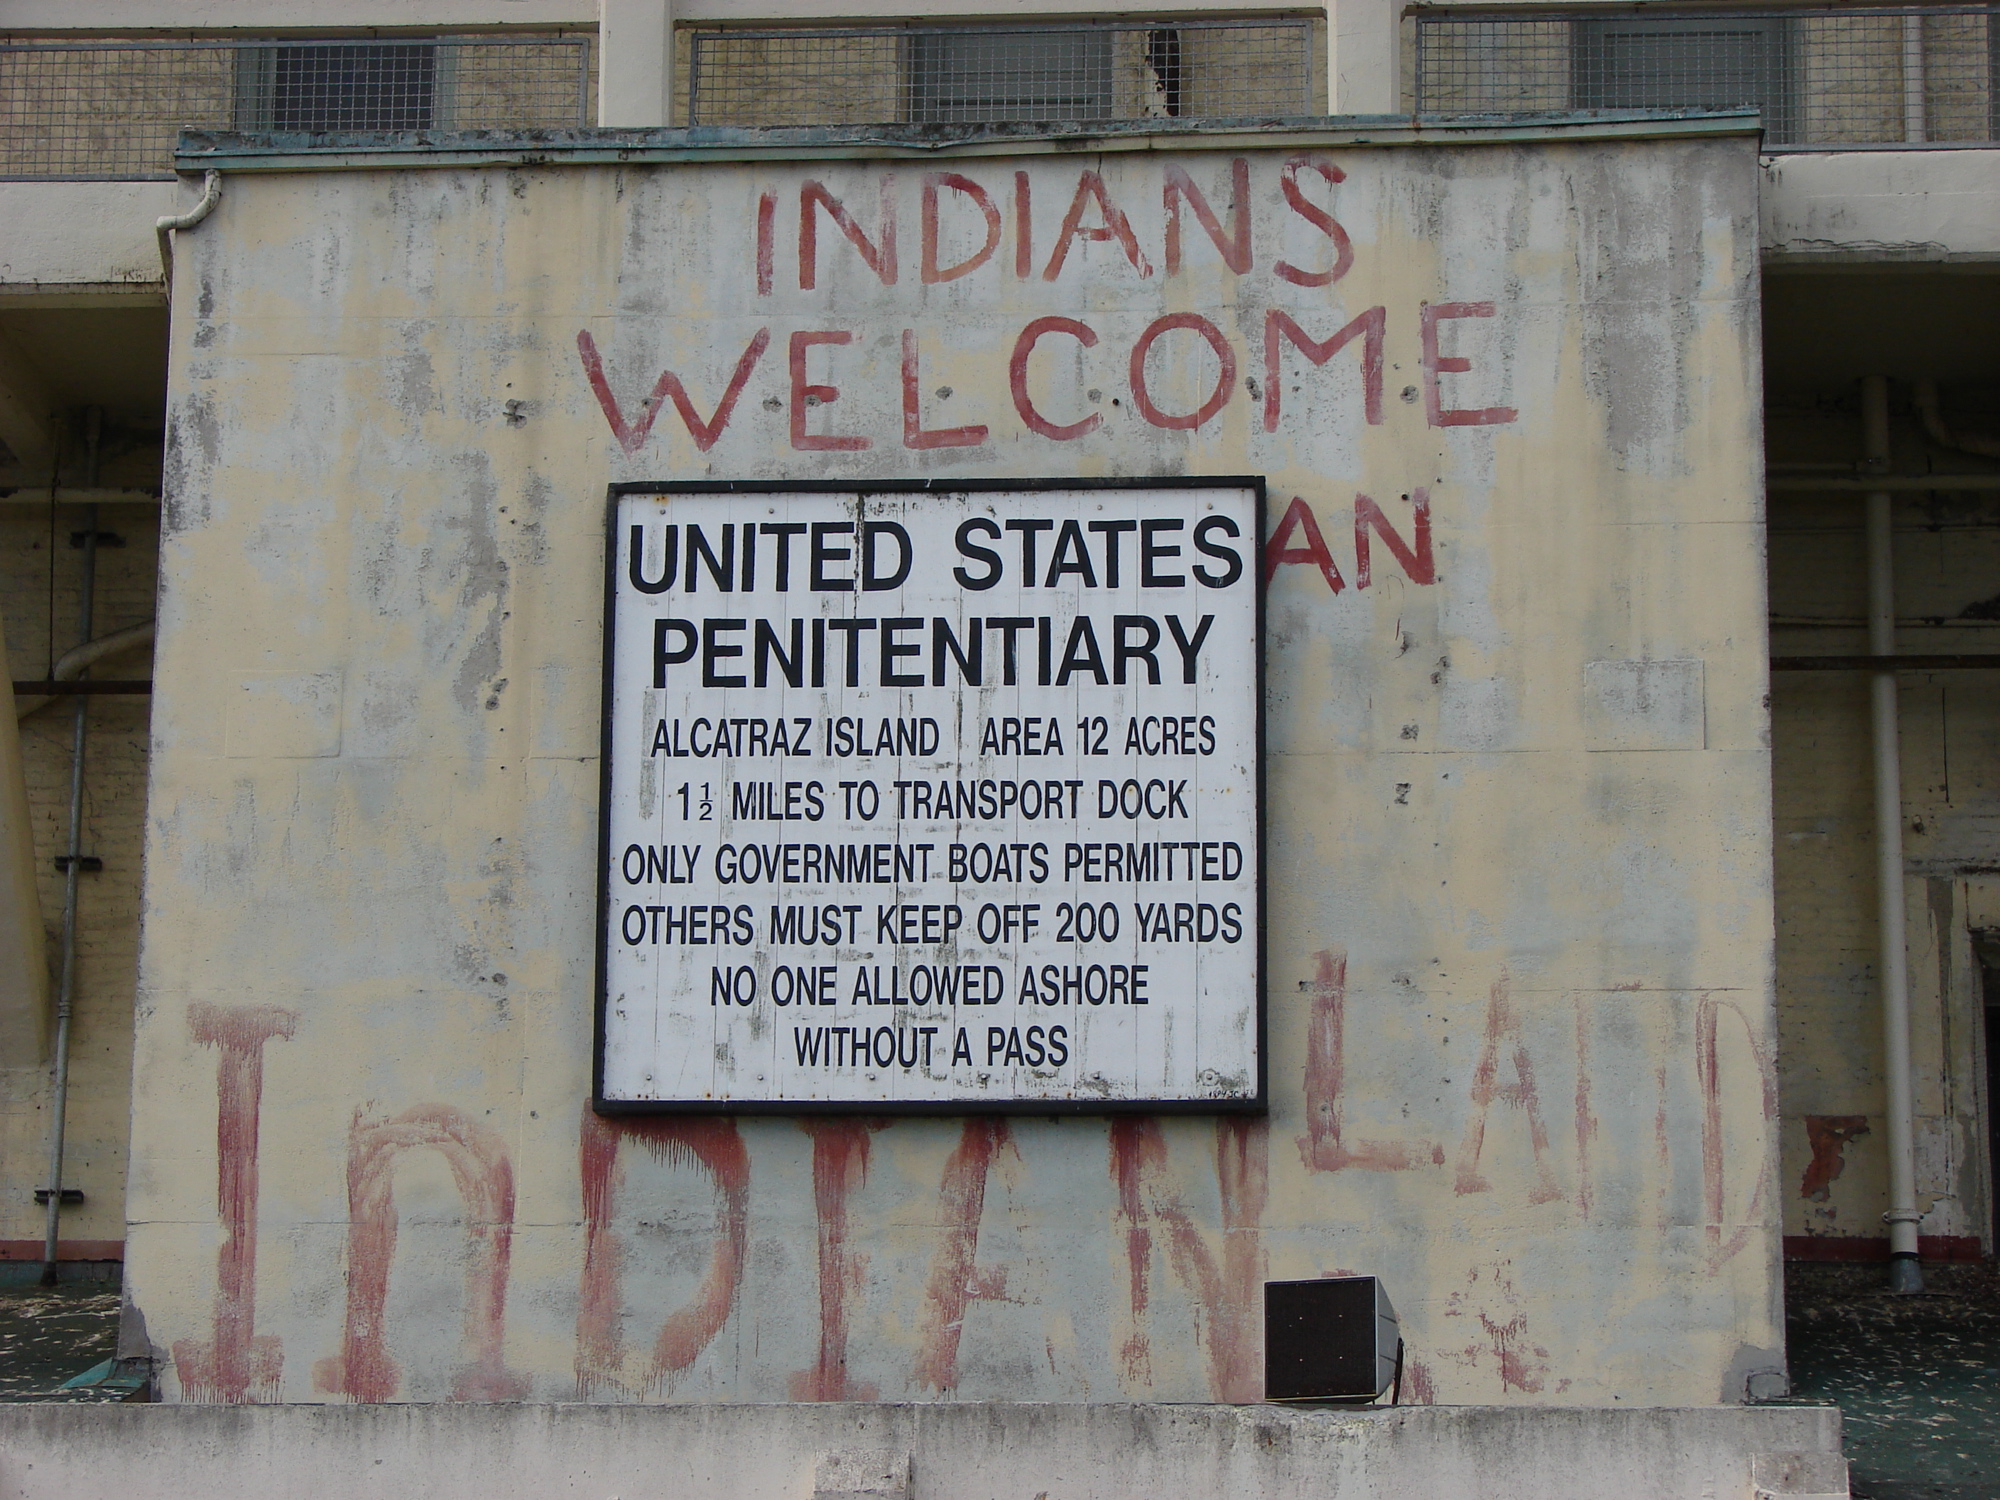 INDIANS
WELCOME
AN
UNITED STATES
PENITENTIARY
ALCATRAZ ISLAND AREA 12 ACRES
1½ MILES TO TRANSPORT DOCK
ONLY GOVERNMENT BOATS PERMITTED
OTHERS MUST KEEP OFF 200 YARDS
NO ONE ALLOWED ASHORE
WITHOUT A PASS
InDIAN LAND